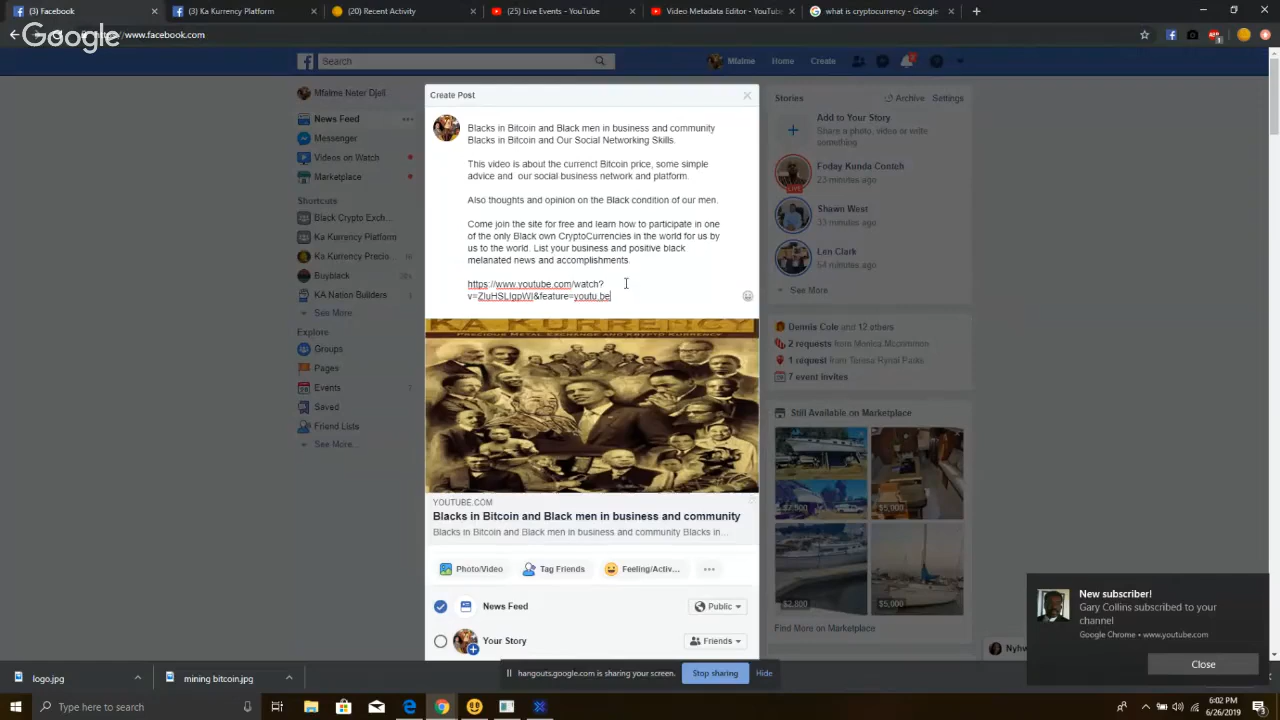 (3) Facebook
(3) Ka Kurrency Platform
(20) Recent Activity
(25) Live Events - YouTube
Video Metadata Editor - YouTube
what is cryptocurrency - Google
Google
www.facebook.com
Search
Mfalme
Home
Create
Mfalme Neter Djeli
News Feed
Messenger
Videos on Watch
Marketplace
Shortcuts
Black Crypto Exch...
Ka Kurrency Platform
Ka Kurrency Precio...
Buyblack
KA Nation Builders
See More...
Explore
Groups
Pages
Events
Saved
Friend Lists
See More...
Create Post
Blacks in Bitcoin and Black men in business and community
Blacks in Bitcoin and Our Social Networking Skills.
This video is about the currenct Bitcoin price, some simple
advice and our social business network and platform.
Also thoughts and opinion on the Black condition of our men.
Come join the site for free and learn how to participate in one
of the only Black own CryptoCurrencies in the world for us by
us to the world. List your business and positive black
melanated news and accomplishments.
https://www.youtube.com/watch?
v=ZIuHSLIgpWI&feature=youtu.be
KA KURRENCY
PRECIOUS METAL EXCHANGE AND KRYPTO KURRENCY
YOUTUBE.COM
Blacks in Bitcoin and Black men in business and community
Blacks in Bitcoin and Black men in business and community Blacks in...
Photo/Video
Tag Friends
Feeling/Activ...
News Feed
Public
Your Story
Friends
Stories
Archive
Settings
Add to Your Story
Share a photo, video or write
something
Foday Kunda Conteh
LIVE
23 minutes ago
Shawn West
33 minutes ago
Len Clark
54 minutes ago
See More
Dennis Cole and 12 others
2 requests from Monica Mccommon
1 request from Teresa Ryndi Parks
7 event invites
Still Available on Marketplace
$5,000
$2,800
$5,000
Find More on Marketplace
New subscriber!
Gary Collins subscribed to your
channel
Google Chrome • www.youtube.com
Close
logo.jpg
mining bitcoin.jpg
hangouts.google.com is sharing your screen.
Stop sharing
Hide
Type here to search
6:02 PM
6/26/2019